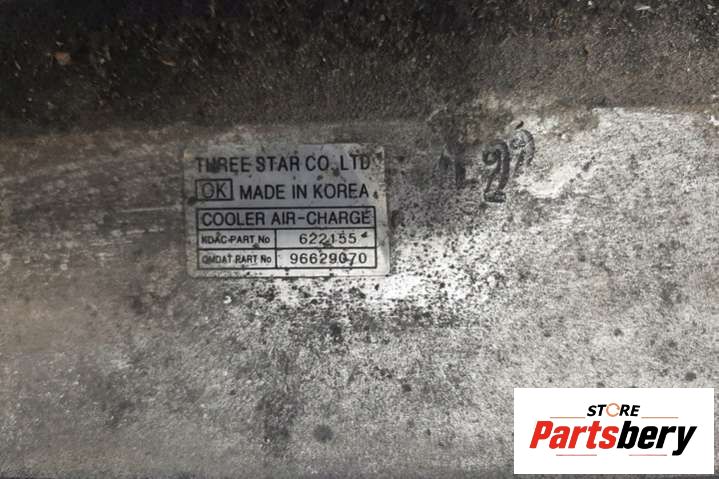 THREE STAR CO.,LTD
OK MADE IN KOREA
COOLER AIR-CHARGE
KDAC-PART No 622155
GMDAT PART No 96629070
STORE
Partsbery